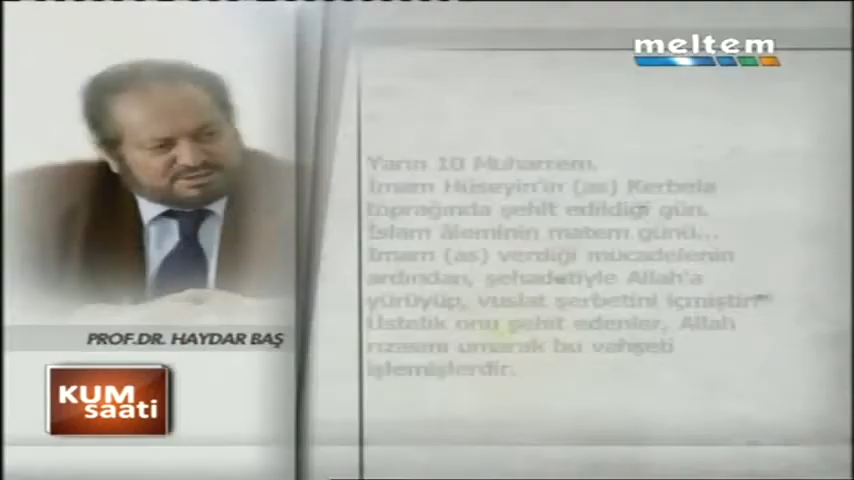 meltem
Yarın 10 Muharrem.
İmam Hüseyin'in (as) Kerbela
toprağında şehit edildiği gün.
İslam âleminin matem günü...
İmam (as) verdiği mücadelenin
ardından, şehadetiyle Allah'a
yürüyüp, vuslat şerbetini içmiştir.
Üstelik onu şehit edenler, Allah
rızasını umarak bu vahşeti
işlemişlerdir.
PROF.DR. HAYDAR BAŞ
KUM
saati